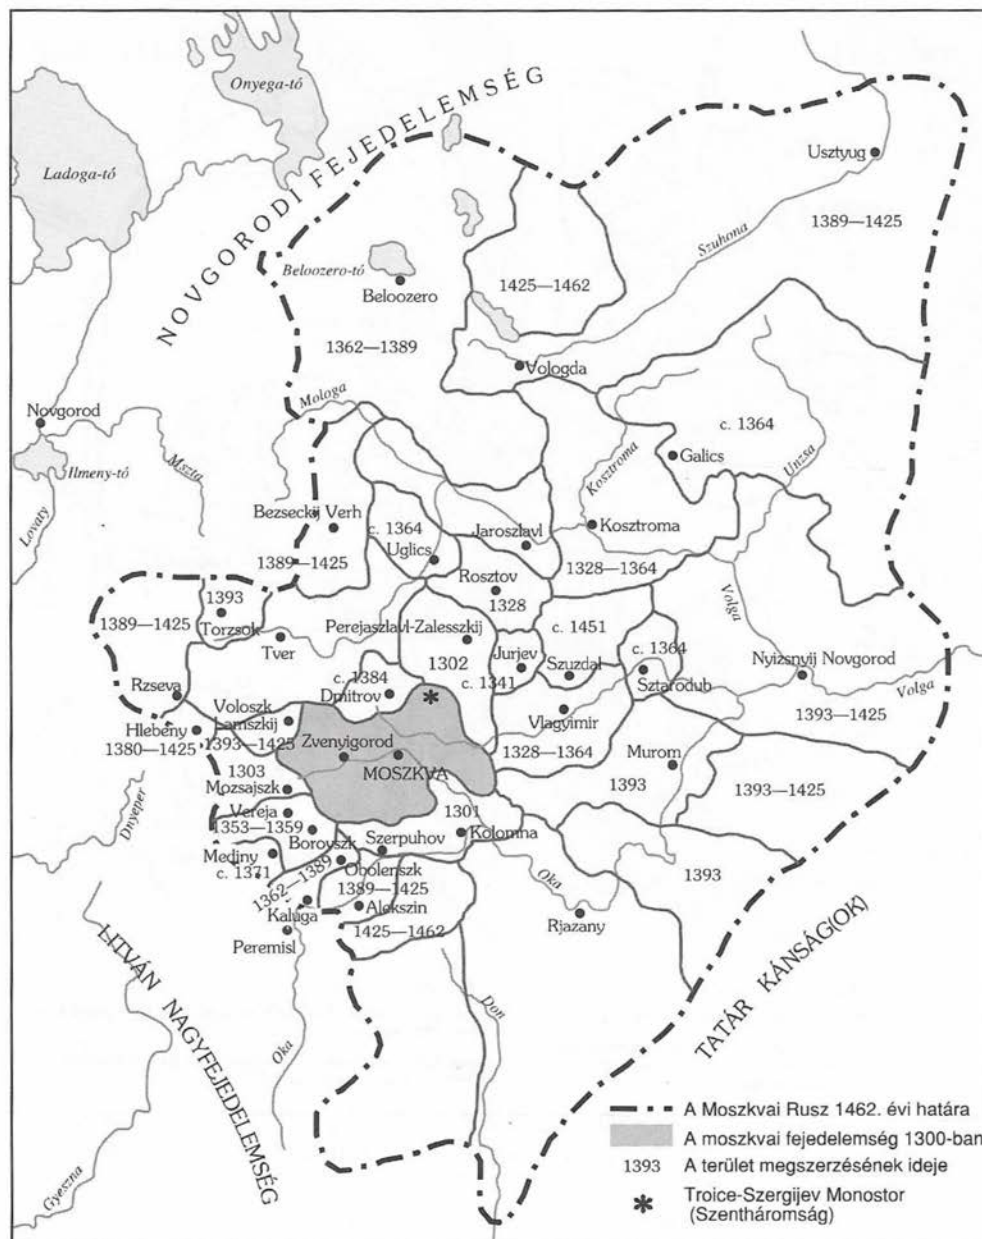 Onyega-tó
Ladoga-tó
NOVGORODI FEJEDELEMSÉG
Usztyug
1389—1425
Szuhona
Beloozero-tó
Beloozero
1425—1462
1362—1389
Vologda
Mologa
Novgorod
Ilmeny-tó
Mszta
Lovaty
c. 1364
Galics
Kosztroma
Unzsa
Bezseckij Verh
1389—1425
c. 1364
Uglics
Jaroszlavl
Kosztroma
1328—1364
Rosztov
1328
Volga
1393
1389—1425
Torzsok
Tver
Perejaszlavl-Zalesszkij
1302
c. 1451
Jurjev
c. 1341
Szuzdal
c. 1364
Sztarodub
Nyizsnyij Novgorod
Volga
1393—1425
Rzseva
c. 1384
Dmitrov
Voloszk
Lamszkij
1393—1425
Hlebeny
1380—1425
Vlagyimir
1328—1364
Zvenyigorod
MOSZKVA
Murom
1393
1393—1425
1303
Mozsajszk
Dnyeper
Vereja
1353—1359
1301
Kolomna
Borovszk
Szerpuhov
Mediny
c. 1371
1362—1389
Obolenszk
1389—1425
Kaluga
Alekszin
1425—1462
Peremisl
Oka
Rjazany
1393
LITVÁN NAGYFEJEDELEMSÉG
Oka
Don
TATÁR KÁNSÁG(OK)
Gyeszna
A Moszkvai Rusz 1462. évi határa
A moszkvai fejedelemség 1300-ban
1393 A terület megszerzésének ideje
Troice-Szergijev Monostor
(Szentháromság)